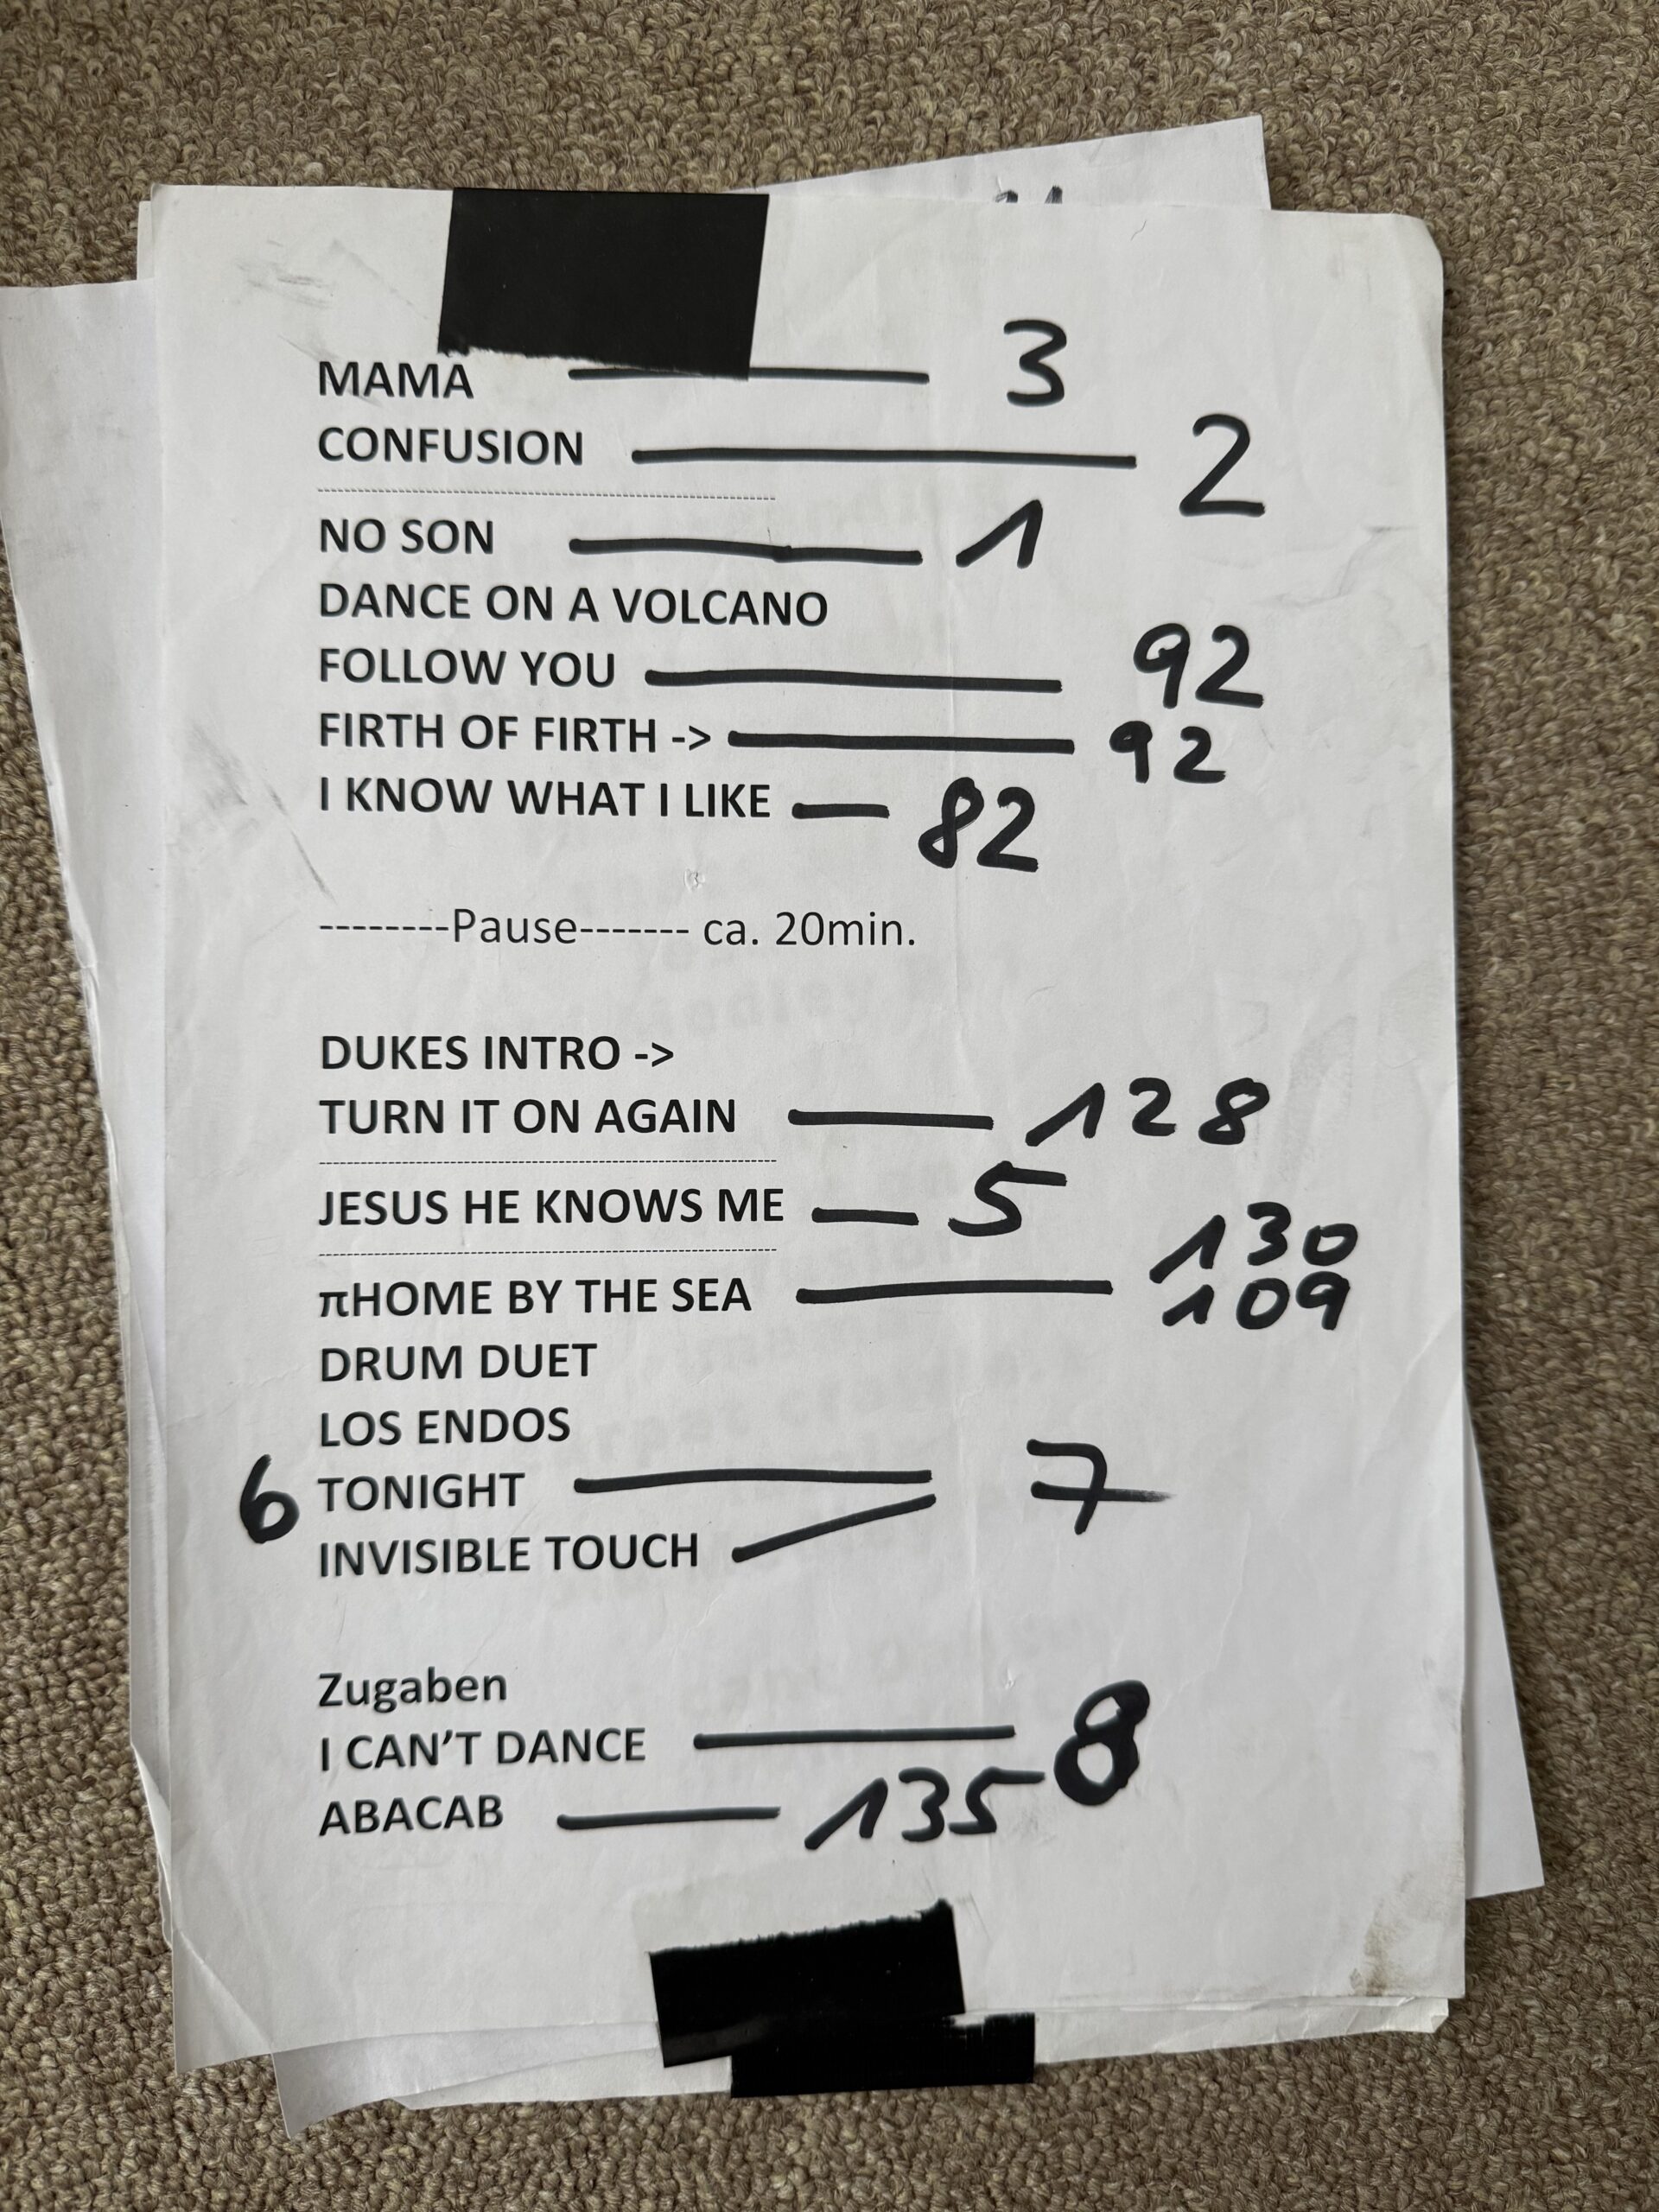 MAMA 3
CONFUSION 2
NO SON 1
DANCE ON A VOLCANO
FOLLOW YOU 92
FIRTH OF FIRTH -> 92
I KNOW WHAT I LIKE 82
--------Pause------- ca. 20min.
DUKES INTRO ->
TURN IT ON AGAIN 128
JESUS HE KNOWS ME 5
130
πHOME BY THE SEA 109
DRUM DUET
LOS ENDOS
6 TONIGHT 7
INVISIBLE TOUCH
Zugaben
I CAN'T DANCE 8
ABACAB 135